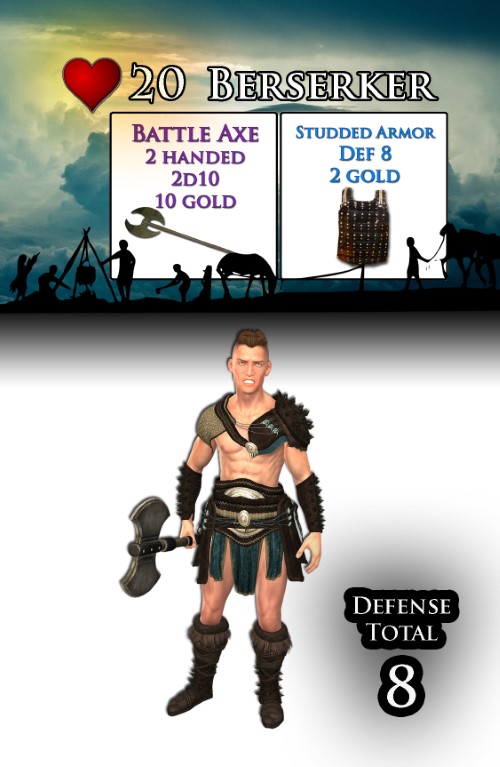 20 Berserker
Battle Axe
2 handed
2d10
10 gold
Studded Armor
Def 8
2 gold
Defense
Total
8